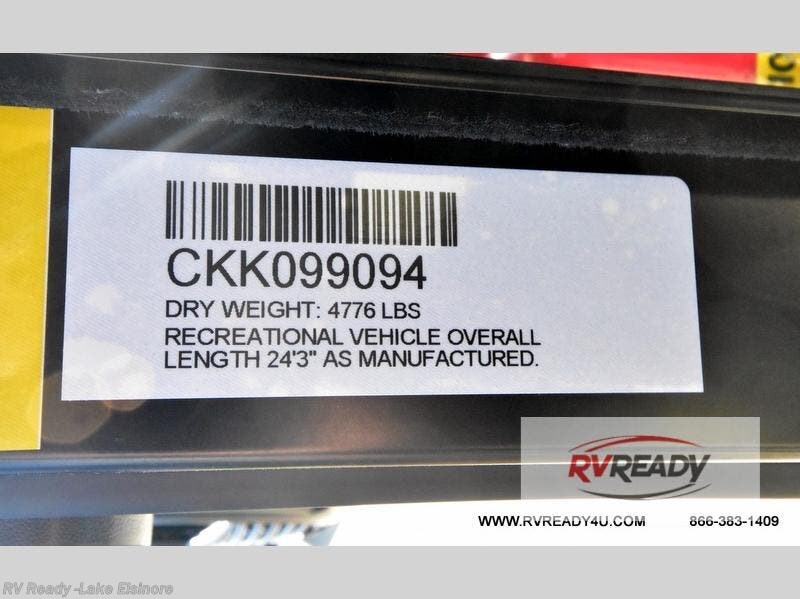 CKK099094
DRY WEIGHT: 4776 LBS
RECREATIONAL VEHICLE OVERALL
LENGTH 24'3" AS MANUFACTURED.
RVREADY
WWW.RVREADY4U.COM 866-383-1409
RV Ready -Lake Elsinore